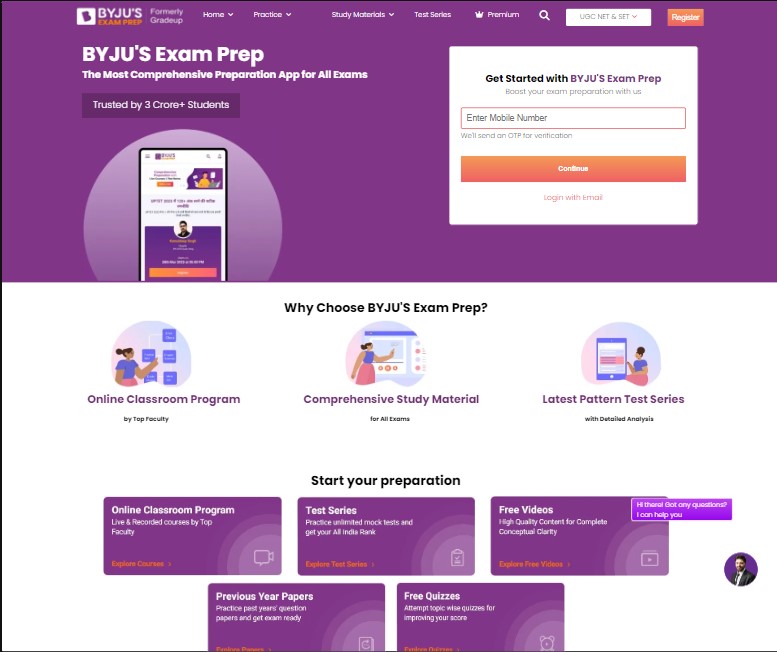 BYJU'S
EXAM PREP
Formerly
Gradeup
Home
Practice
Study Materials
Test Series
Premium
UGC NET & SET
Register
BYJU'S Exam Prep
The Most Comprehensive Preparation App for All Exams
Trusted by 3 Crore+ Students
BYJU'S
Get Started with BYJU'S Exam Prep
Boost your exam preparation with us
Enter Mobile Number
We'll send an OTP for verification
Continue
Login with Email
Why Choose BYJU'S Exam Prep?
Online Classroom Program
by Top Faculty
Comprehensive Study Material
for All Exams
Latest Pattern Test Series
with Detailed Analysis
Start your preparation
Online Classroom Program
Live & Recorded courses by Top
Faculty
Explore Courses
Test Series
Practice unlimited mock tests and
get your All India Rank
Explore Test Series
Free Videos
High Quality Content for Complete
Conceptual Clarity
Explore Free Videos
Hi there! Got any questions?
I can help you
Previous Year Papers
Practice past years' question
papers and get exam ready
Explore Papers
Free Quizzes
Attempt topic wise quizzes for
improving your score
Explore Quizzes